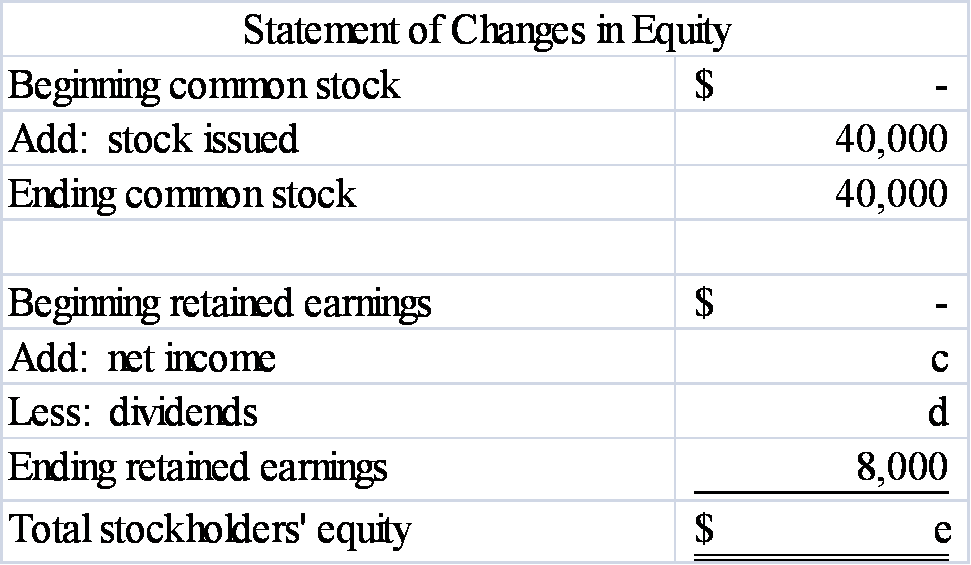 Statement of Changes in Equity
Beginning common stock $ -
Add: stock issued 40,000
Ending common stock 40,000
Beginning retained earnings $ -
Add: net income c
Less: dividends d
Ending retained earnings 8,000
Total stockholders' equity $ e